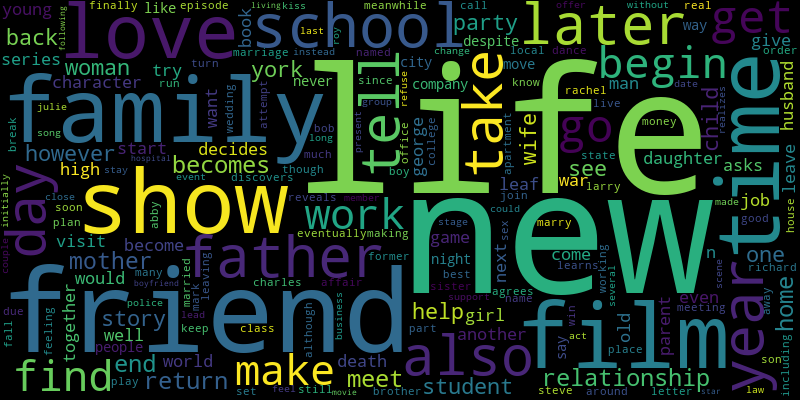 young
finally
like
episode
living
kiss
last
meanwhile
call
offer
without
real
get
following
love
book
school
party
later
way
give
back
series
woman
try
turn
marriage
instead
roy
named
despite
change
local
dance
order
character
run
york
never
since
city
move
begin
man
husband
life
family
tell
take
company
know
rachel
live
date
realizes
time
julie
song
break
want
wedding
attempt
bob
long
group
present
refuse
office
boy
george
college
apartment
wife
go
money
child
however
start
decides
much
state
daughter
hospital
high
stay
becomes
though
see
asks
leave
day
show
event
discovers
leaf
war
larry
job
initially
close
soon
plan
abby
reveals
member
join
new
could
marry
made
good
house
work
eventually
making
stage
sex
visit
become
father
former
game
night
next
come
n
one
mother
many
boyfriend
married
mark
leaving
charles
affair
best
learns
working
several
richard
year
scene
away
home
couple
would
friend
sister
support
agrees
name
even
meeting
due
fall
feeling
together
police
story
lead
keep
class
although
business
help
girl
film
win
act
say
old
place
parent
including
well
people
part
also
another
find
end
world
play
return
make
death
meet
student
relationship
son
set
feel
still
movie
brother
steve
around
letter
star
law